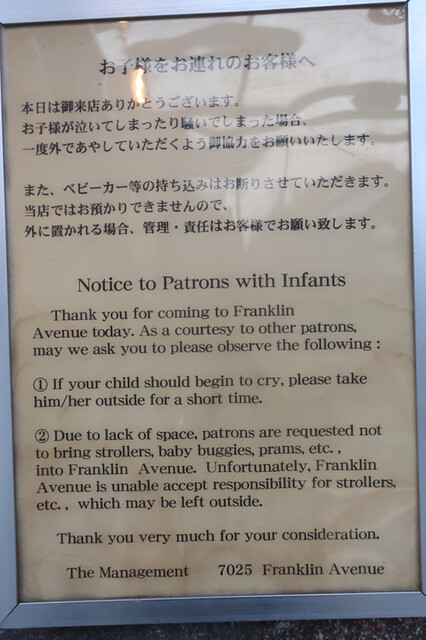 お子様をお連れのお客様へ
本日は御来店ありがとうございます。
お子様が泣いてしまったり騒いでしまった場合、
一度外であやしていただくよう御協力をお願いいたします。
また、ベビーカー等の持ち込みはお断りさせていただきます。
当店ではお預かりできませんので、
外に置かれる場合、管理・責任はお客様でお願い致します。
Notice to Patrons with Infants
Thank you for coming to Franklin
Avenue today. As a courtesy to other patrons,
may we ask you to please observe the following :
① If your child should begin to cry, please take
him/her outside for a short time.
② Due to lack of space, patrons are requested not
to bring strollers, baby buggies, prams, etc. ,
into Franklin Avenue. Unfortunately, Franklin
Avenue is unable accept responsibility for strollers,
etc. , which may be left outside.
Thank you very much for your consideration.
The Management 7025 Franklin Avenue